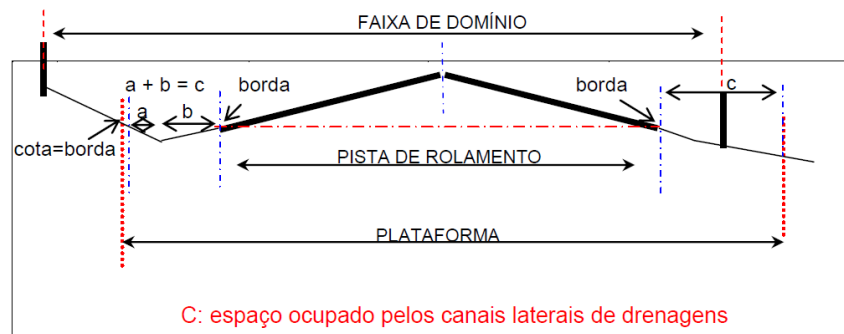 FAIXA DE DOMÍNIO
a + b = c
borda
borda
c
a
b
cota=borda
PISTA DE ROLAMENTO
PLATAFORMA
C: espaço ocupado pelos canais laterais de drenagens